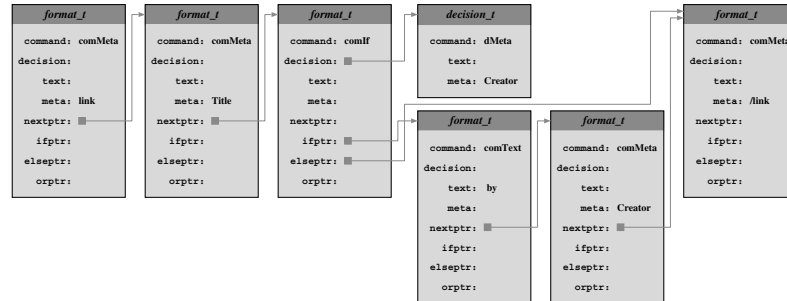 format_t
command: comMeta
decision:
text:
meta: link
nextptr:
ifptr:
elseptr:
orptr:
format_t
command: comMeta
decision:
text:
meta: Title
nextptr:
ifptr:
elseptr:
orptr:
format_t
command: comIf
decision:
text:
meta:
nextptr:
ifptr:
elseptr:
orptr:
decision_t
command: dMeta
text:
meta: Creator
format_t
command: comText
decision:
text: by
meta:
nextptr:
ifptr:
elseptr:
orptr:
format_t
command: comMeta
decision:
text:
meta: Creator
nextptr:
ifptr:
elseptr:
orptr:
format_t
command: comMeta
decision:
text:
meta: /link
nextptr:
ifptr:
elseptr:
orptr: